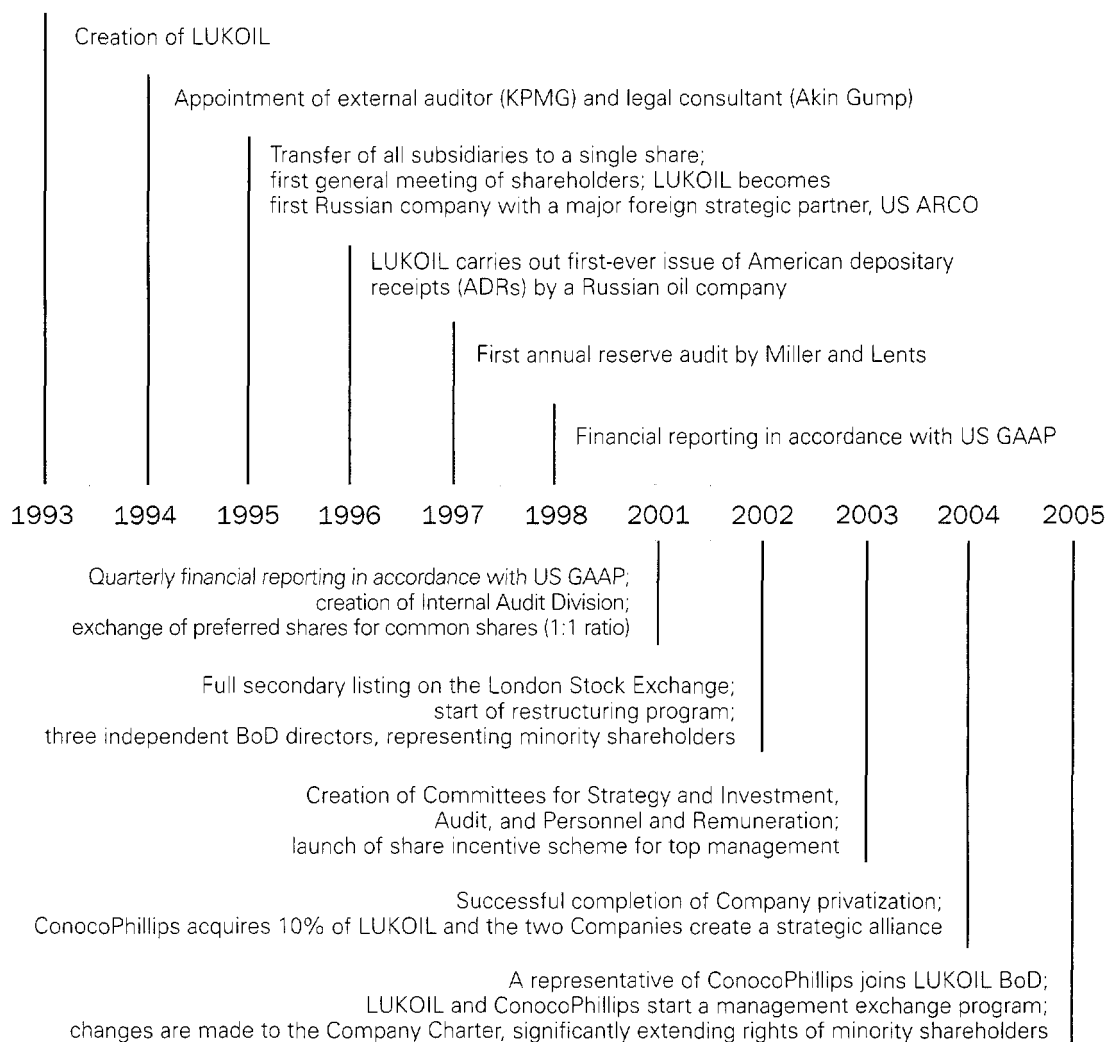 Creation of LUKOIL
Appointment of external auditor (KPMG) and legal consultant (Akin Gump)
Transfer of all subsidiaries to a single share;
first general meeting of shareholders; LUKOIL becomes
first Russian company with a major foreign strategic partner, US ARCO
LUKOIL carries out first-ever issue of American depositary
receipts (ADRs) by a Russian oil company
First annual reserve audit by Miller and Lents
Financial reporting in accordance with US GAAP
1993 1994 1995 1996 1997 1998 2001 2002 2003 2004 2005
Quarterly financial reporting in accordance with US GAAP;
creation of Internal Audit Division;
exchange of preferred shares for common shares (1:1 ratio)
Full secondary listing on the London Stock Exchange;
start of restructuring program;
three independent BoD directors, representing minority shareholders
Creation of Committees for Strategy and Investment,
Audit, and Personnel and Remuneration;
launch of share incentive scheme for top management
Successful completion of Company privatization;
ConocoPhillips acquires 10% of LUKOIL and the two Companies create a strategic alliance
A representative of ConocoPhillips joins LUKOIL BoD;
LUKOIL and ConocoPhillips start a management exchange program;
changes are made to the Company Charter, significantly extending rights of minority shareholders